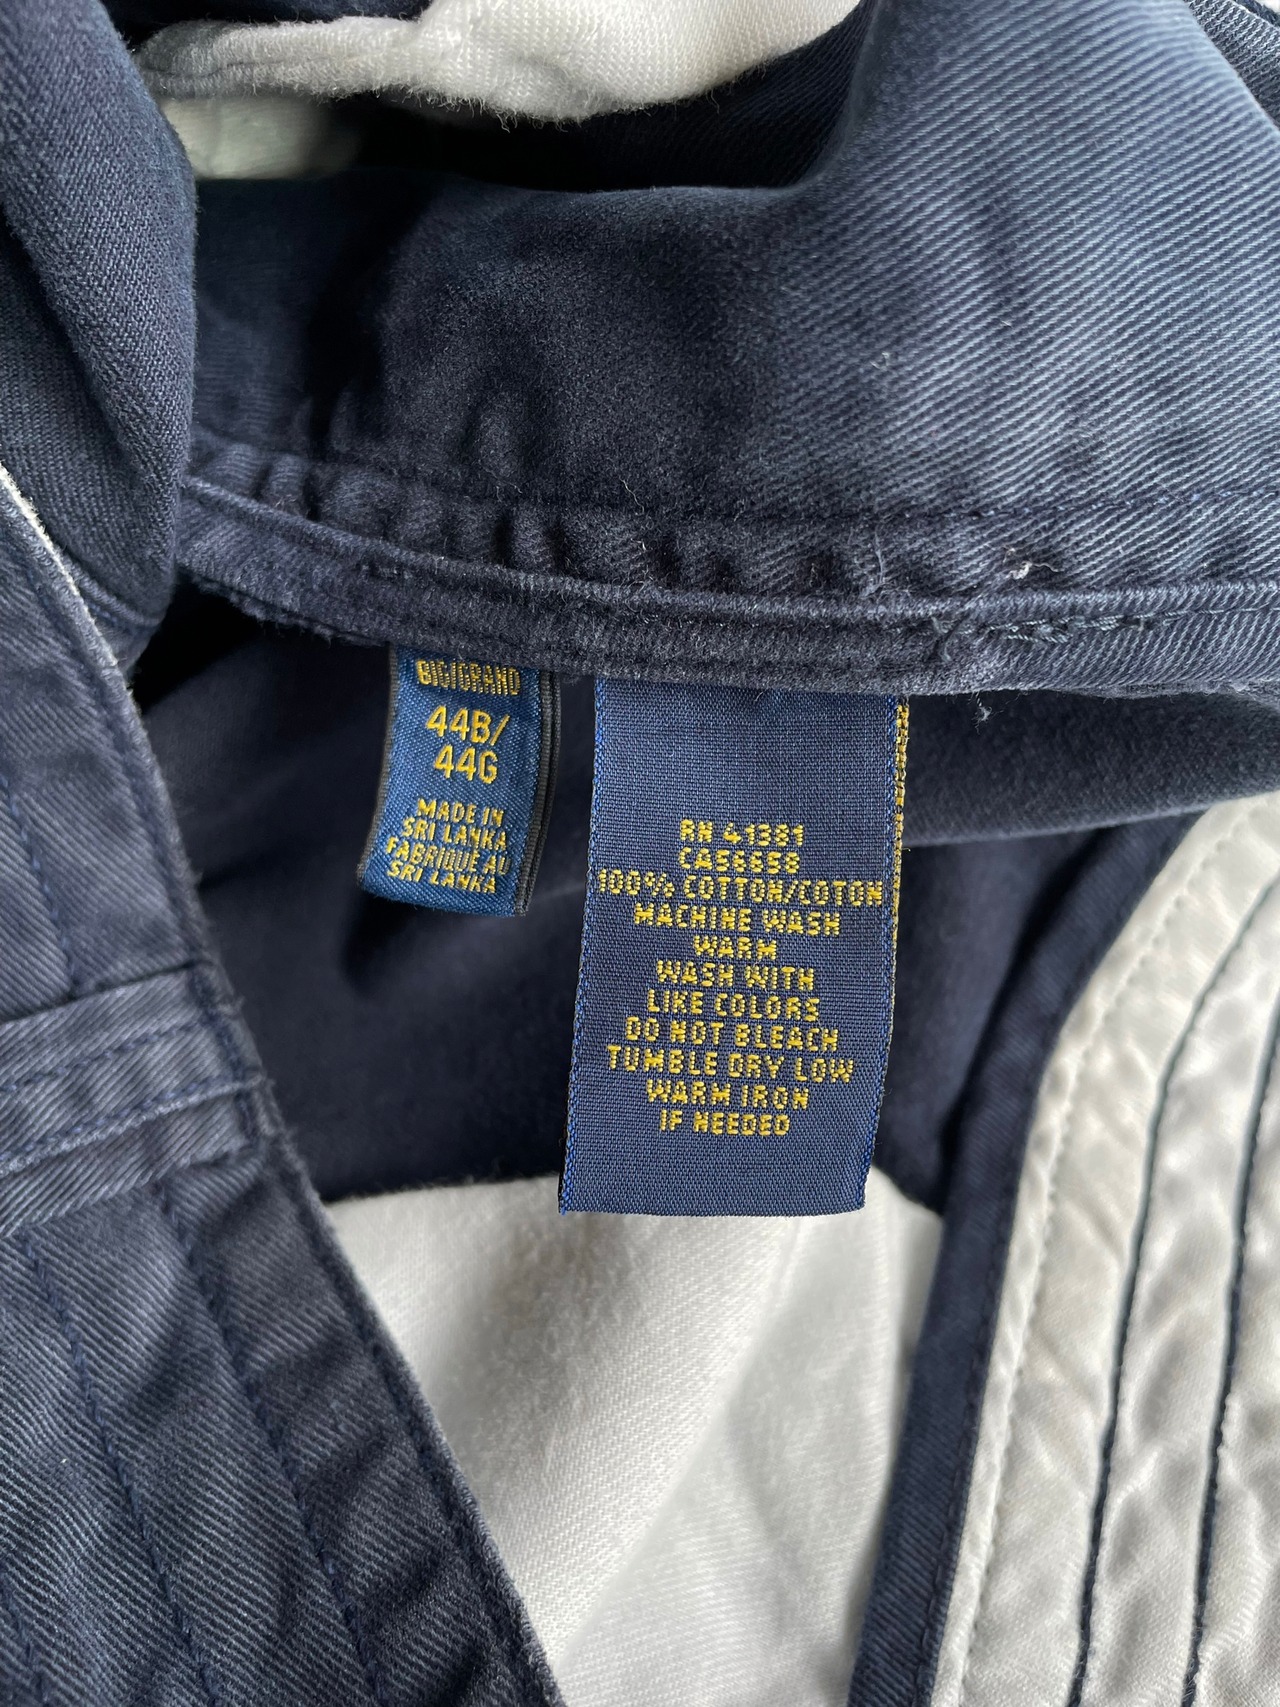 BIG/GRAND
44B/
44G
MADE IN
SRI LANKA
FABRIQUÉ AU
SRI LANKA
RN 41381
CA56658
100% COTTON/COTON
MACHINE WASH
WARM
WASH WITH
LIKE COLORS
DO NOT BLEACH
TUMBLE DRY LOW
WARM IRON
IF NEEDED